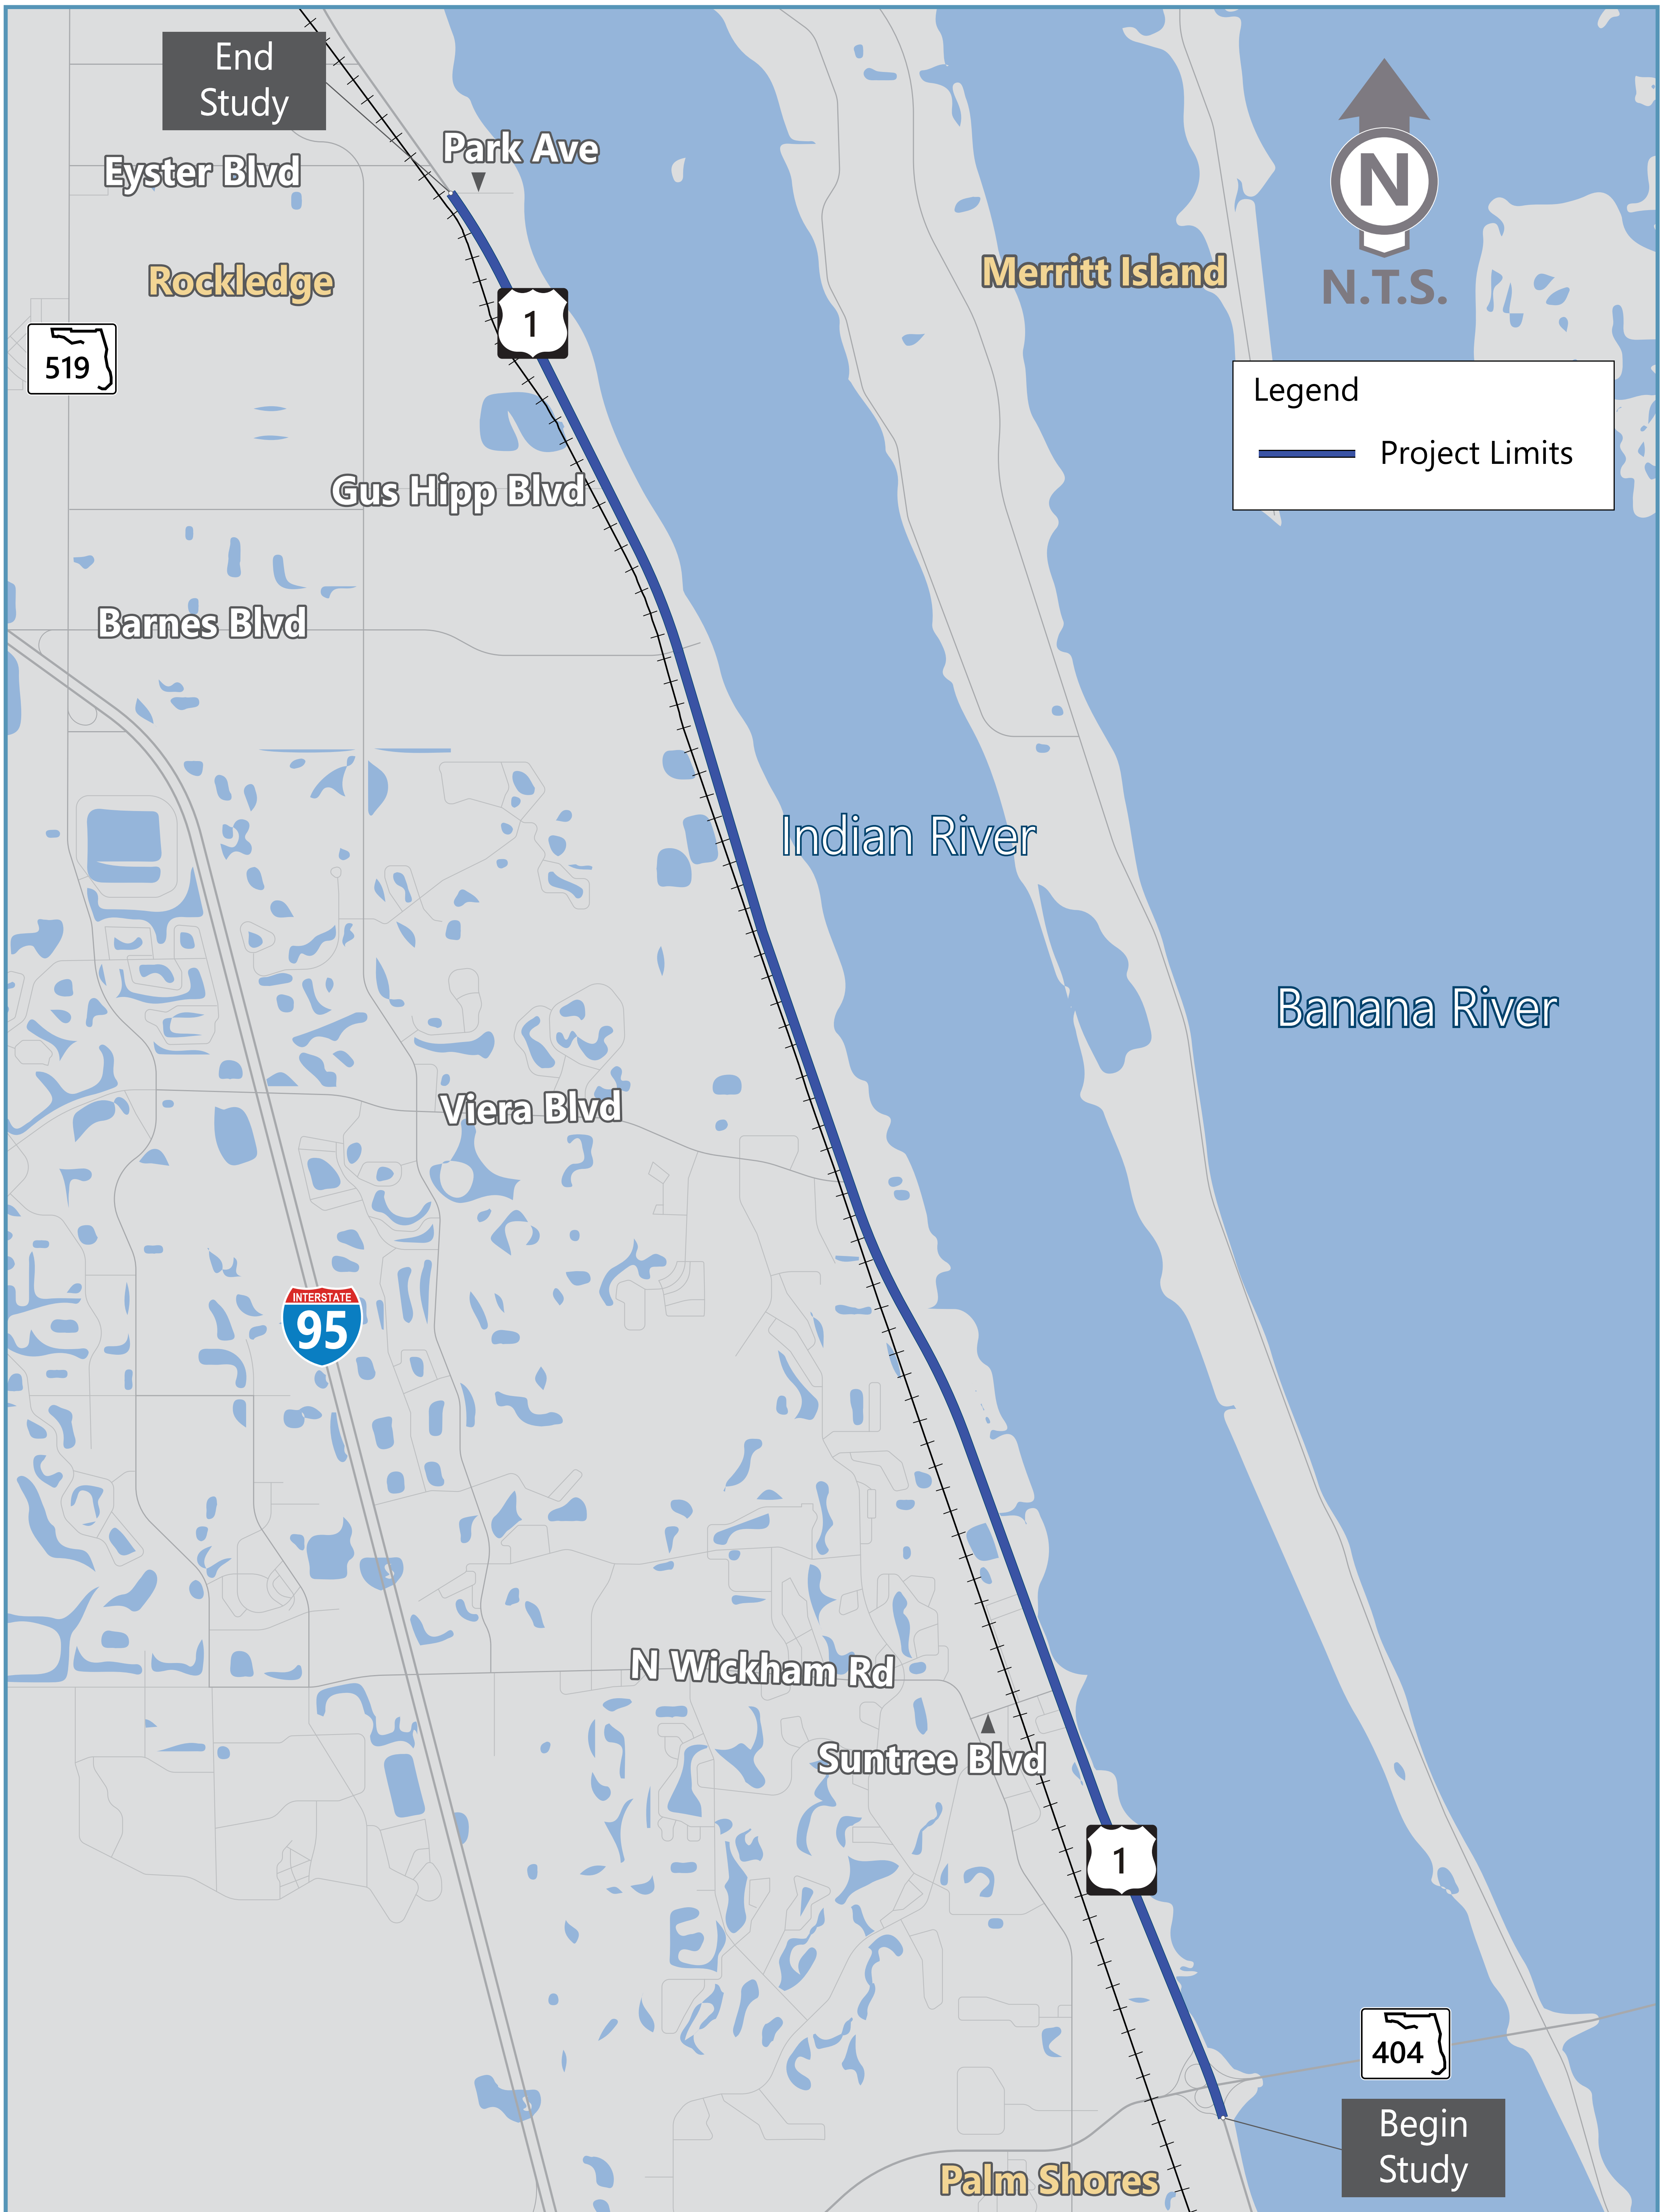 End
Study
Park Ave
Eyster Blvd
N
Rockledge
Merritt Island
N.T.S.
1
519
Legend
Project Limits
Gus Hipp Blvd
Barnes Blvd
Indian River
Banana River
Viera Blvd
INTERSTATE
95
N Wickham Rd
Suntree Blvd
1
404
Begin
Study
Palm Shores